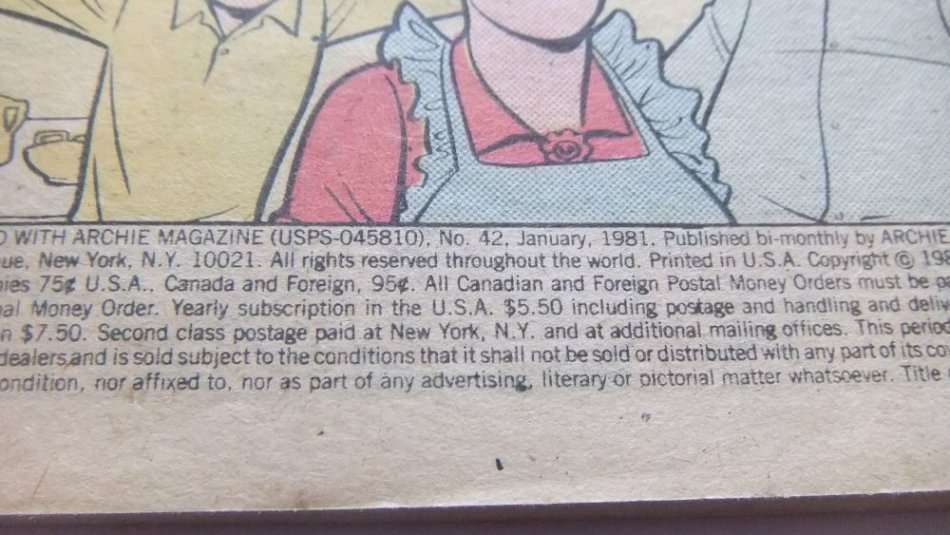 WITH ARCHIE MAGAZINE (USPS-045810), No. 42, January, 1981. Published bi-monthly by ARCHIE
New York, N.Y. 10021. All rights reserved throughout the world. Printed in U.S.A. Copyright ©
75¢ U.S.A.. Canada and Foreign, 95¢. All Canadian and Foreign Postal Money Orders must be
Money Order. Yearly subscription in the U.S.A. $5.50 including postage and handling and
$7.50. Second class postage paid at New York, N.Y. and at additional mailing offices. This
dealers and is sold subject to the conditions that it shall not be sold or distributed with any part of its
nor affixed to, nor as part of any advertising, literary or pictorial matter whatsoever. Title